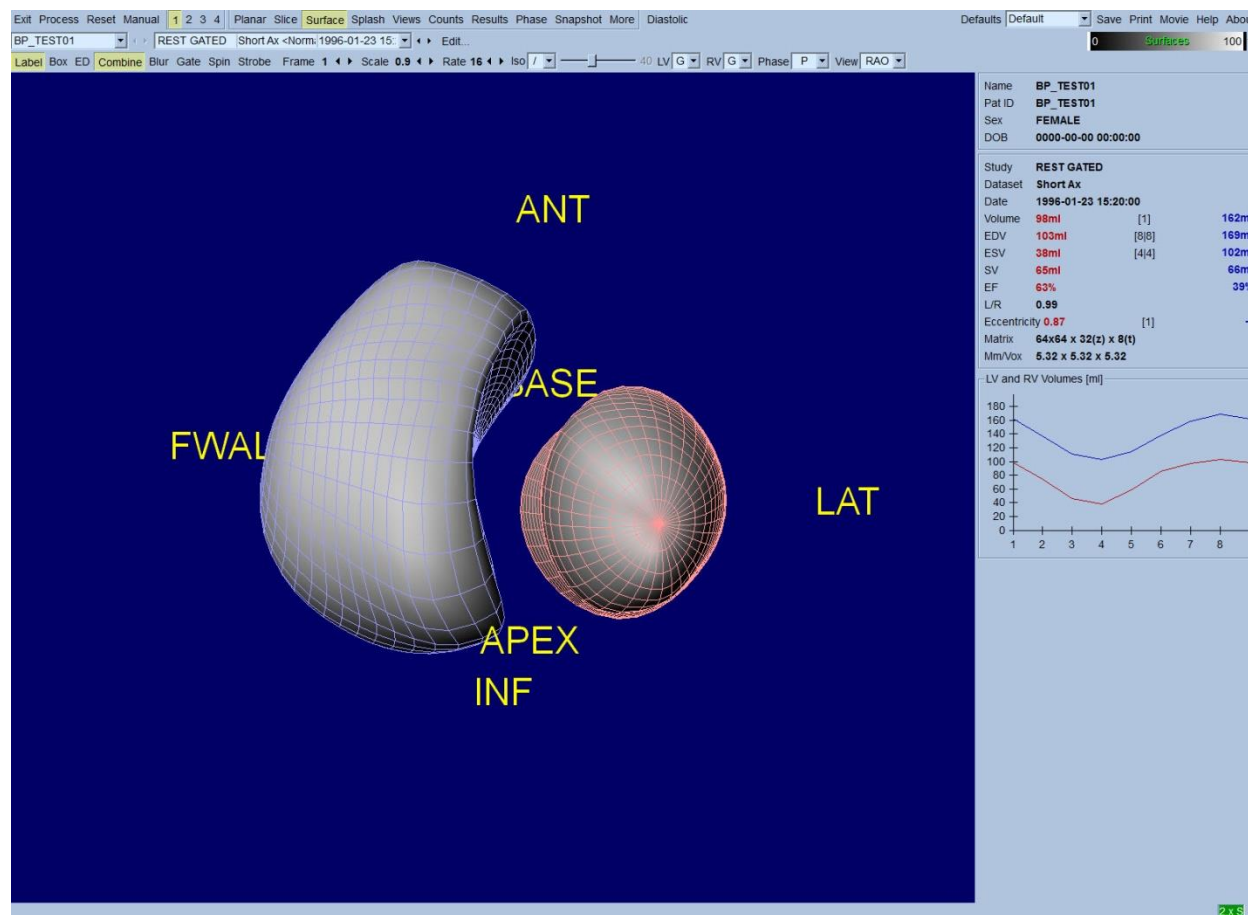 Exit Process Reset Manual 1 2 3 4 Planar Slice Surface Splash Views Counts Results Phase Snapshot More Diastolic Defaults Default Save Print Movie Help Abou
BP_TEST01 REST GATED Short Ax <Norm 1996-01-23 15: Edit... 0 Surfaces 100
Label Box ED Combine Blur Gate Spin Strobe Frame 1 Scale 0.9 Rate 16 Iso / 40 LV G RV G Phase P View RAO
ANT
BASE
FWAL
LAT
APEX
INF
Name BP_TEST01
Pat ID BP_TEST01
Sex FEMALE
DOB 0000-00-00 00:00:00
Study REST GATED
Dataset Short Ax
Date 1996-01-23 15:20:00
Volume 98ml [1] 162m
EDV 103ml [8|8] 169m
ESV 38ml [4|4] 102m
SV 65ml 66m
EF 63% 39%
L/R 0.99
Eccentricity 0.87 [1] -
Matrix 64x64 x 32(z) x 8(t)
Mm/Vox 5.32 x 5.32 x 5.32
LV and RV Volumes [ml]
180
160
140
120
100
80
60
40
20
0
1 2 3 4 5 6 7 8
2 x S